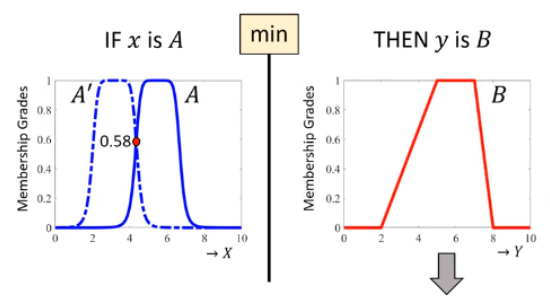 IF x is A
min
THEN y is B
Membership Grades
1
0.8
0.6
0.4
0.2
0
A′
A
0.58
0 2 4 6 8 10
→ X
Membership Grades
1
0.8
0.6
0.4
0.2
0
B
0 2 4 6 8 10
→ Y